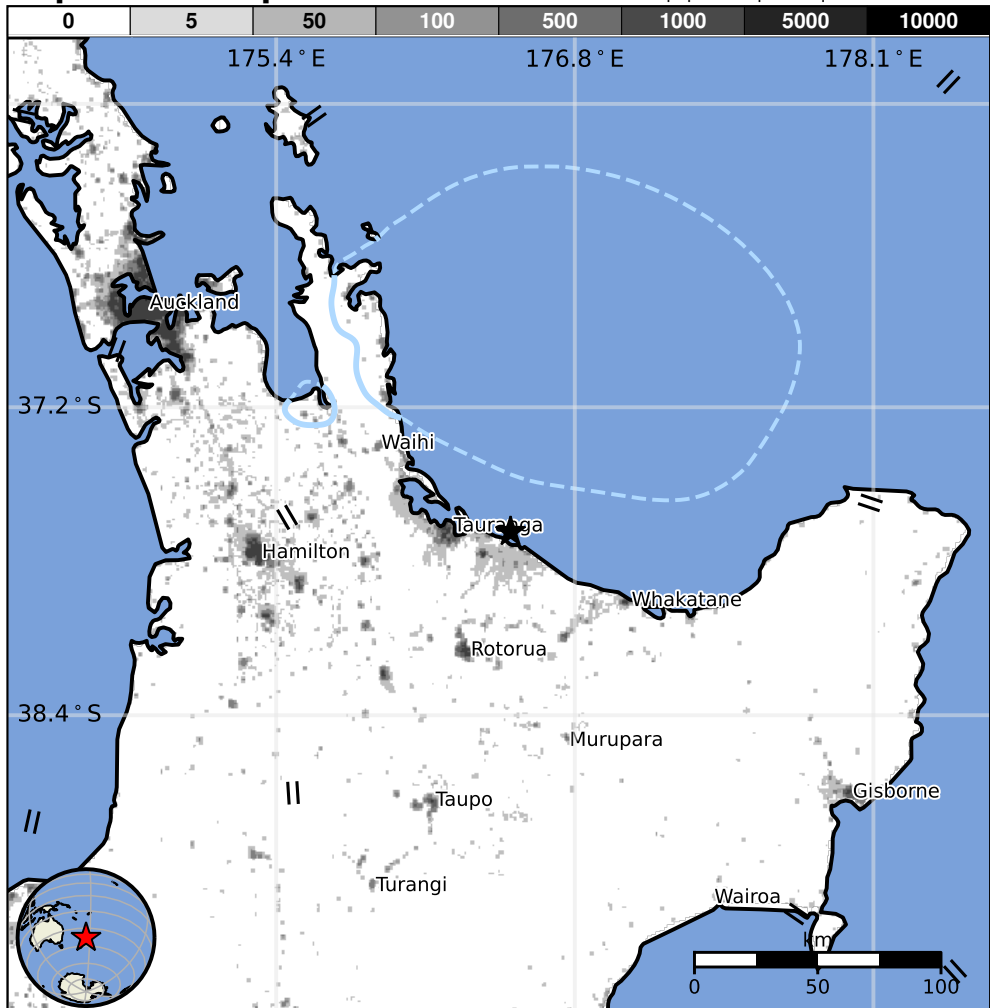 0 5 50 100 500 1000 5000 10000
175.4°E 176.8°E 178.1°E
Auckland
37.2°S
Waihi
Tauranga
Hamilton
Whakatane
Rotorua
38.4°S
Murupara
Gisborne
Taupo
Turangi
Wairoa
km
0 50 100